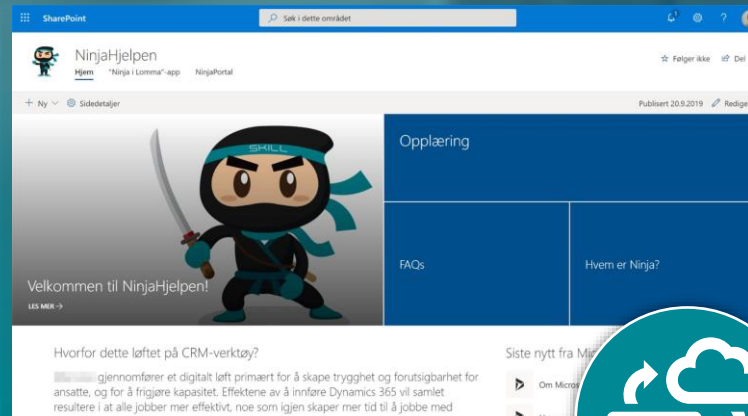 SharePoint
Søk i dette området
NinjaHjelpen
Hjem "Ninja i Lomma"-app NinjaPortal
☆ Følger ikke Del
+ Ny Sidedetaljer
Publisert 20.9.2019
SKILL
Velkommen til NinjaHjelpen!
LES MER →
Opplæring
FAQs
Hvem er Ninja?
Hvorfor dette løftet på CRM-verktøy?
gjennomfører et digitalt løft primært for å skape trygghet og forutsigbarhet for
ansatte, og for å frigjøre kapasitet. Effektene av å innføre Dynamics 365 vil samlet
resultere i at alle jobber mer effektivt, noe som igjen skaper mer tid til å jobbe med
Siste nytt fra
Om